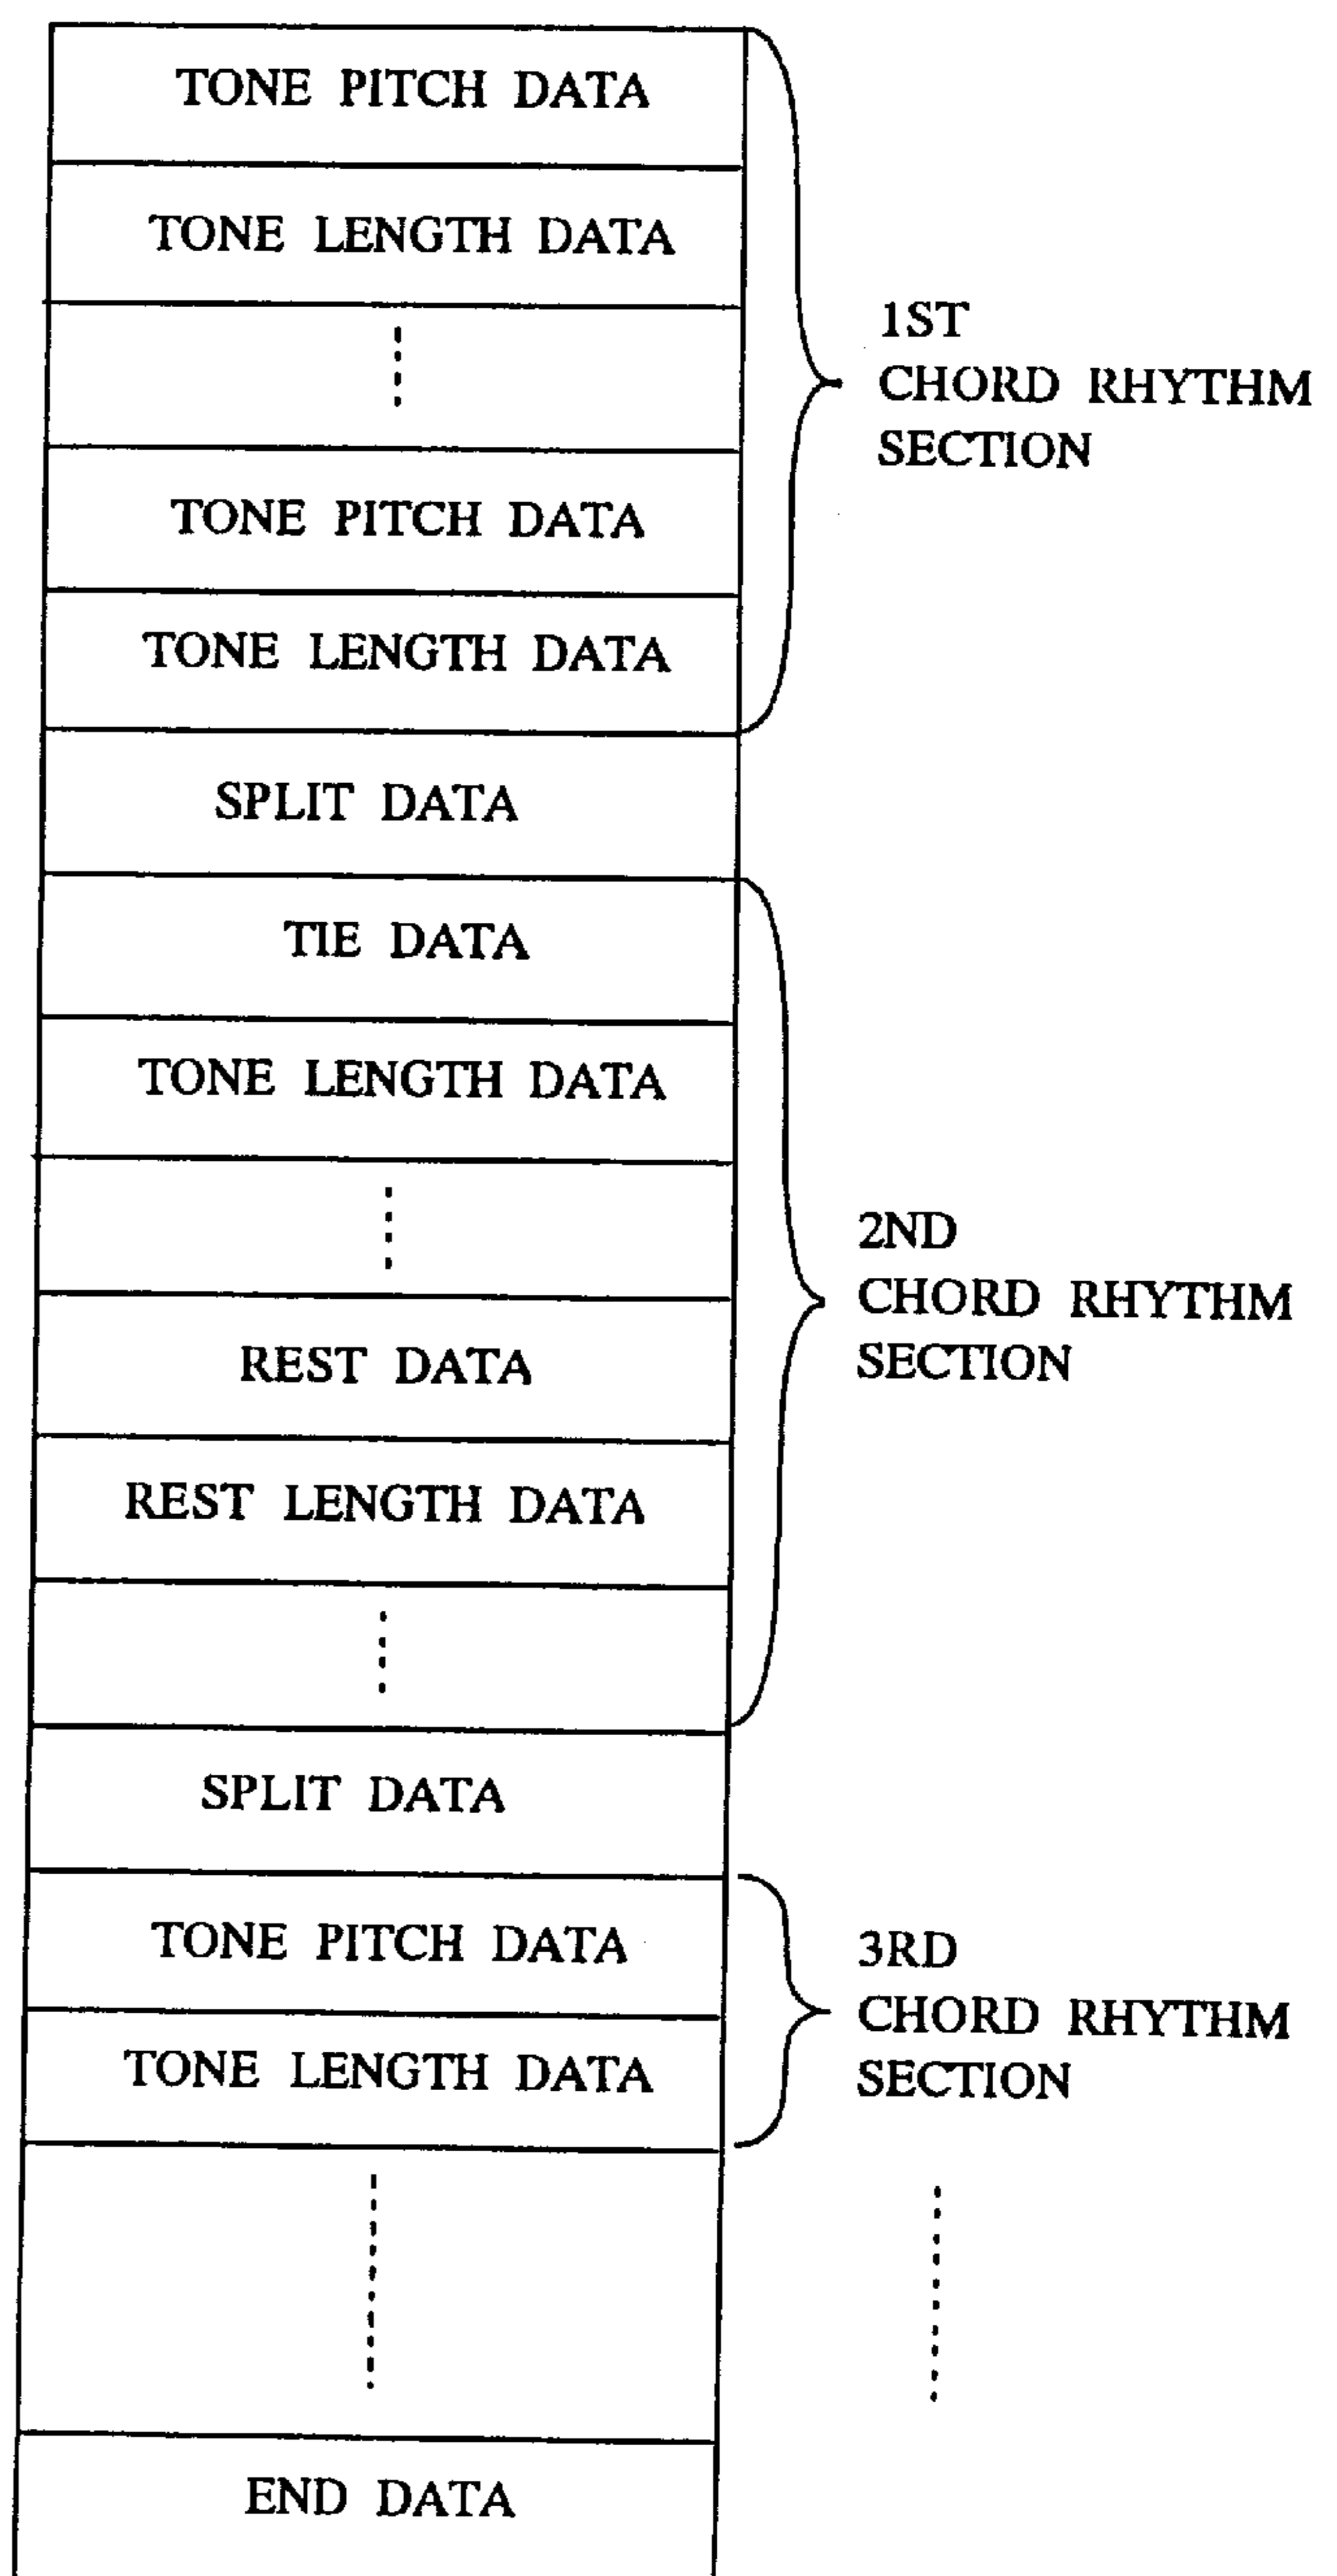 TONE PITCH DATA
TONE LENGTH DATA
TONE PITCH DATA
TONE LENGTH DATA
1ST
CHORD RHYTHM
SECTION
SPLIT DATA
TIE DATA
TONE LENGTH DATA
REST DATA
REST LENGTH DATA
2ND
CHORD RHYTHM
SECTION
SPLIT DATA
TONE PITCH DATA
TONE LENGTH DATA
3RD
CHORD RHYTHM
SECTION
END DATA